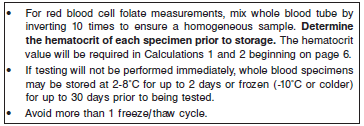 • For red blood cell folate measurements, mix whole blood tube by
inverting 10 times to ensure a homogeneous sample. Determine
the hematocrit of each specimen prior to storage. The hematocrit
value will be required in Calculations 1 and 2 beginning on page 6.
• If testing will not be performed immediately, whole blood specimens
may be stored at 2-8˚C for up to 2 days or frozen (-10˚C or colder)
for up to 30 days prior to being tested.
• Avoid more than 1 freeze/thaw cycle.